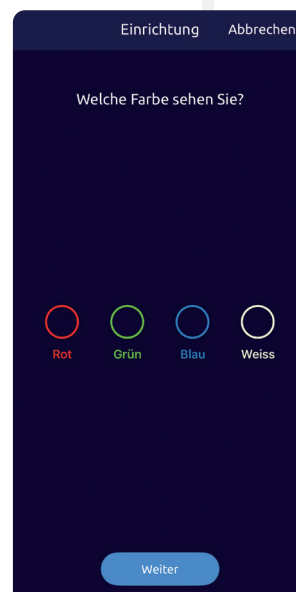 Einrichtung Abbrechen
Welche Farbe sehen Sie?
Rot Grün Blau Weiss
Weiter